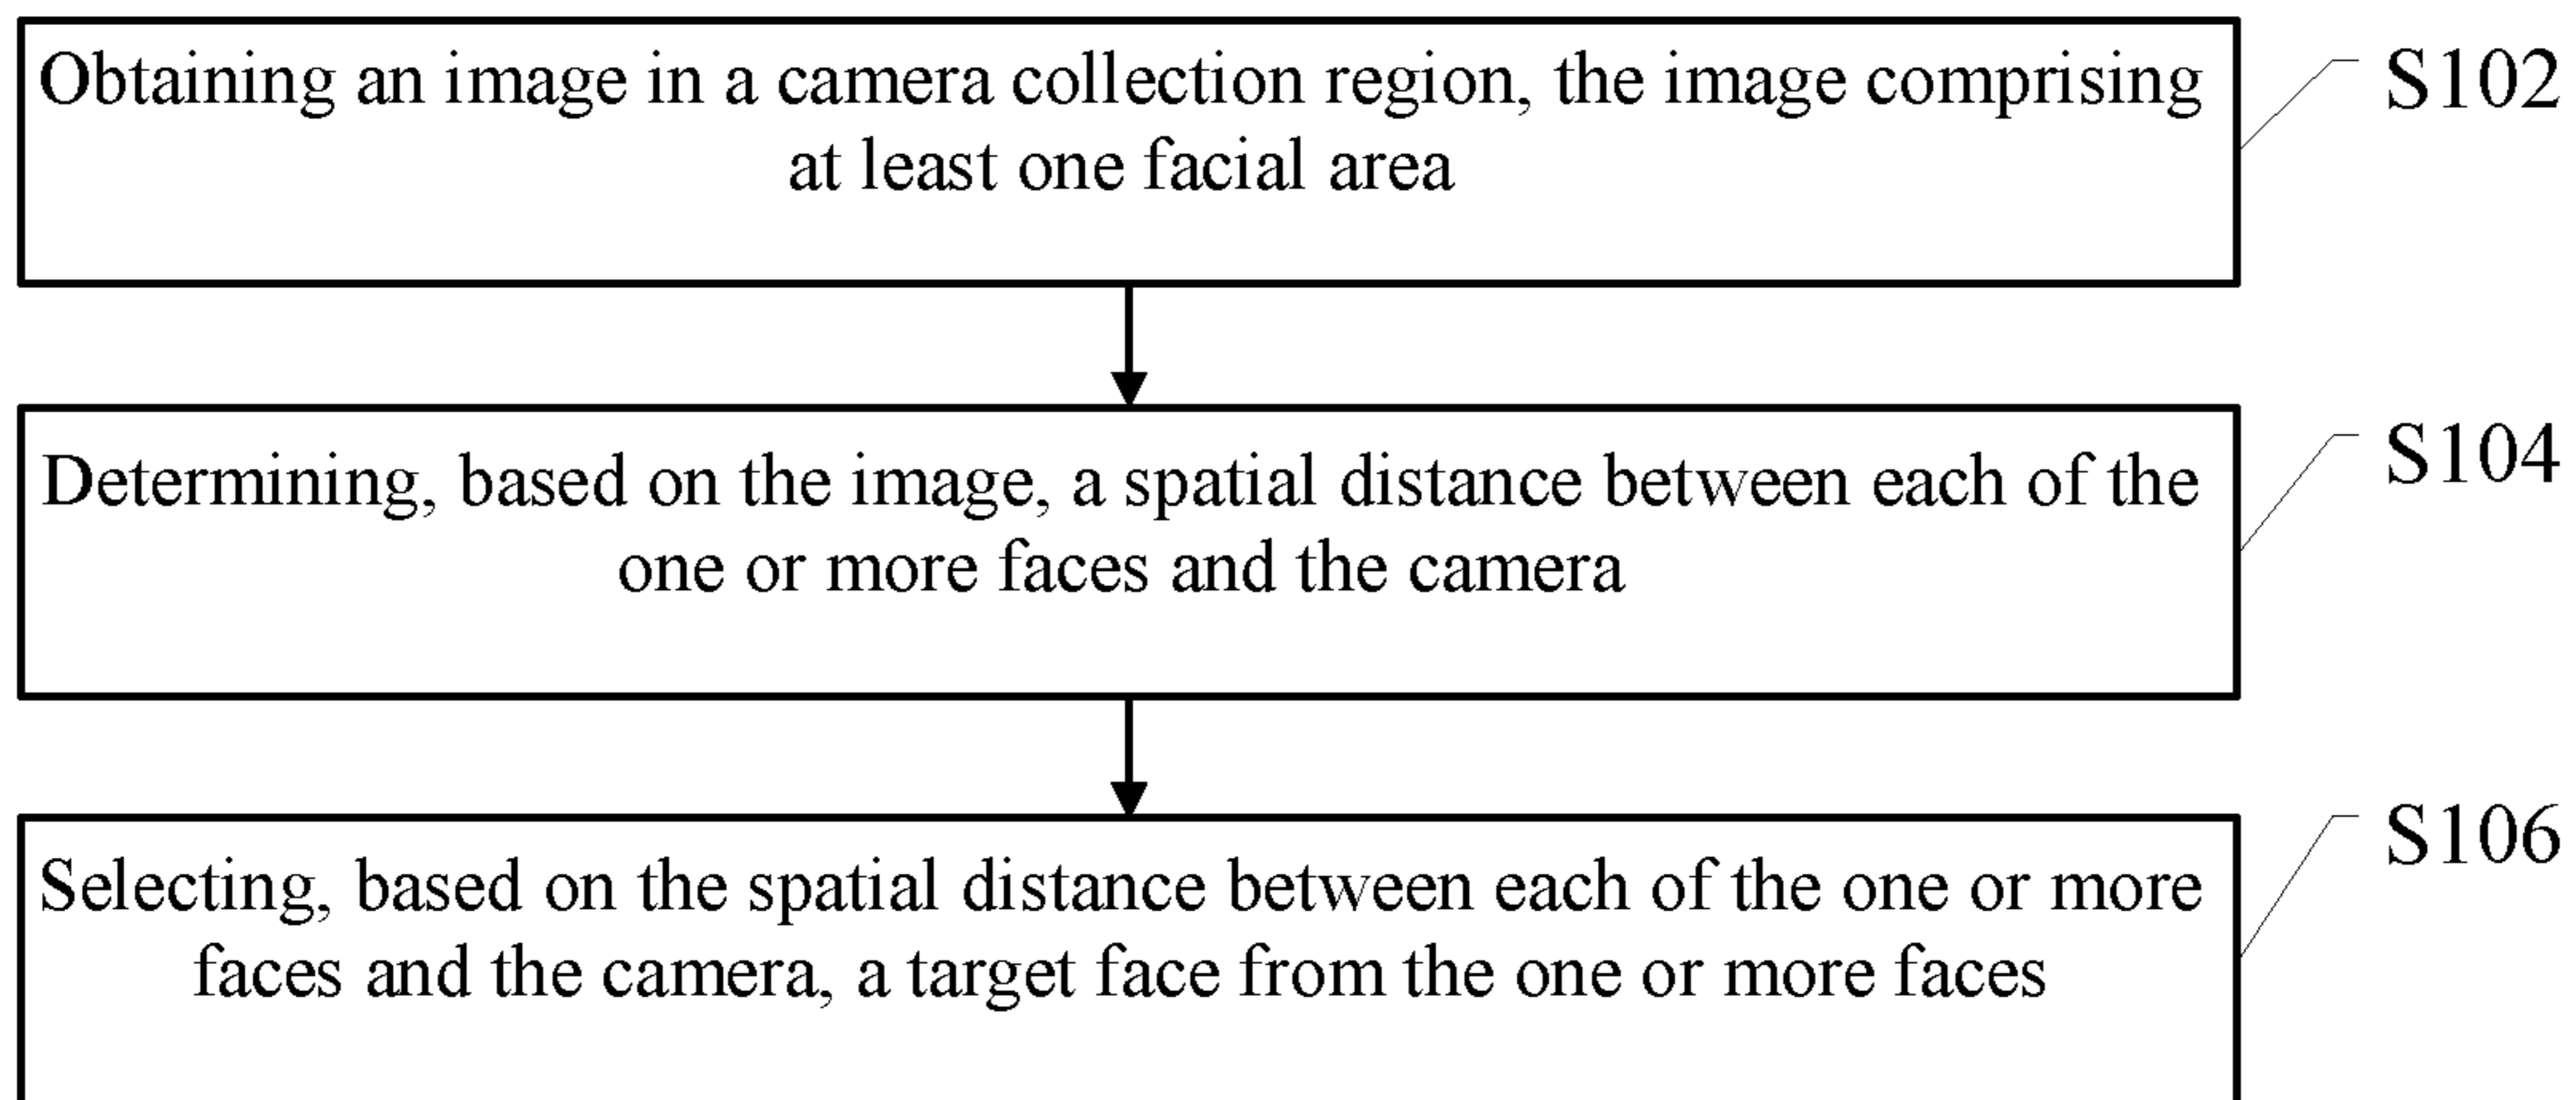 Obtaining an image in a camera collection region, the image comprising
at least one facial area
S102
Determining, based on the image, a spatial distance between each of the
one or more faces and the camera
S104
Selecting, based on the spatial distance between each of the one or more
faces and the camera, a target face from the one or more faces
S106